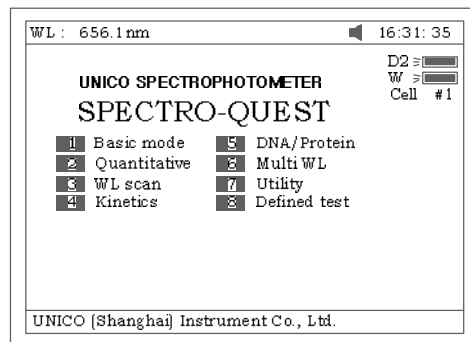 WL : 656.1nm 16:31: 35
D2
W
Cell #1
UNICO SPECTROPHOTOMETER
SPECTRO-QUEST
1 Basic mode 5 DNA/Protein
2 Quantitative 6 Multi WL
3 WL scan 7 Utility
4 Kinetics 8 Defined test
UNICO (Shanghai) Instrument Co., Ltd.